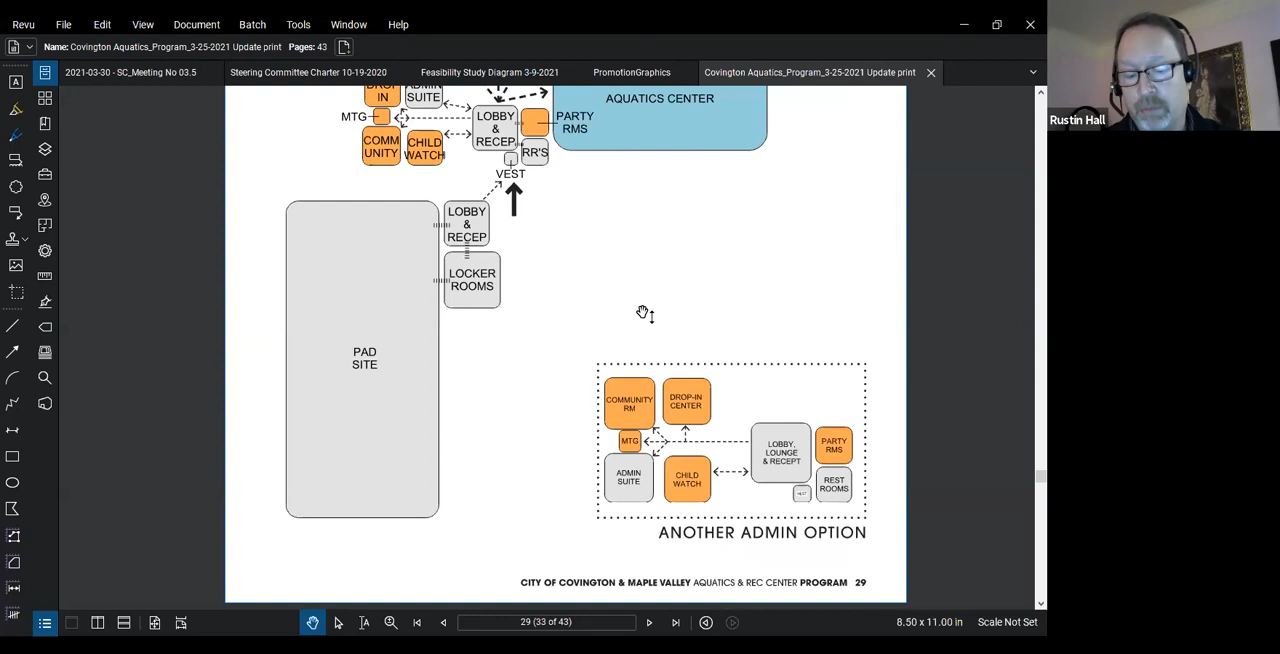 Revu File Edit View Document Batch Tools Window Help
Name: Covington Aquatics_Program_3-25-2021 Update print Pages: 43
2021-03-30 - SC_Meeting No 03.5 Steering Committee Charter 10-19-2020 Feasibility Study Diagram 3-9-2021 PromotionGraphics Covington Aquatics_Program_3-25-2021 Update print
Rustin Hall
DROP
IN
ADMIN
SUITE
MTG
COMM
UNITY
CHILD
WATCH
LOBBY
&
RECEP
PARTY
RMS
RR'S
VEST
AQUATICS CENTER
LOBBY
&
RECEP
LOCKER
ROOMS
PAD
SITE
COMMUNITY
RM
DROP-IN
CENTER
MTG
ADMIN
SUITE
CHILD
WATCH
LOBBY,
LOUNGE
& RECEPT
PARTY
RMS
REST
ROOMS
VEST
ANOTHER ADMIN OPTION
CITY OF COVINGTON & MAPLE VALLEY AQUATICS & REC CENTER PROGRAM 29
29 (33 of 43)
8.50 x 11.00 in Scale Not Set